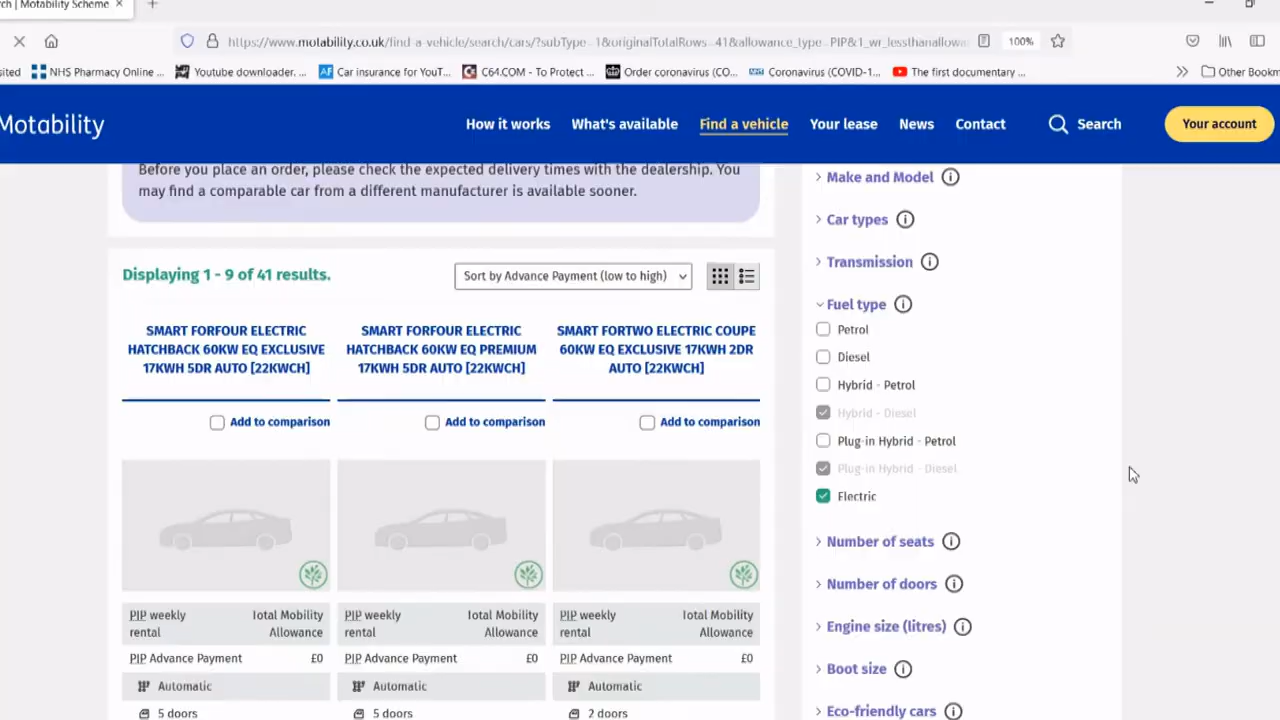 rch | Motability Scheme
https://www.motability.co.uk/find-a-vehicle/search/cars/?subType=1&originalTotalRows=41&allowance_type=PIP&1_wr_lessthanallowa
100%
sited
NHS Pharmacy Online ...
Youtube downloader, ...
Car insurance for YouT...
C64.COM - To Protect ...
Order coronavirus (CO...
Coronavirus (COVID-1...
The first documentary ...
Other Bookm
Motability
How it works
What's available
Find a vehicle
Your lease
News
Contact
Search
Your account
Before you place an order, please check the expected delivery times with the dealership. You
may find a comparable car from a different manufacturer is available sooner.
Displaying 1 - 9 of 41 results.
Sort by Advance Payment (low to high)
SMART FORFOUR ELECTRIC
HATCHBACK 60KW EQ EXCLUSIVE
17KWH 5DR AUTO [22KWCH]
Add to comparison
PIP weekly
rental
Total Mobility
Allowance
PIP Advance Payment £0
Automatic
5 doors
SMART FORFOUR ELECTRIC
HATCHBACK 60KW EQ PREMIUM
17KWH 5DR AUTO [22KWCH]
Add to comparison
PIP weekly
rental
Total Mobility
Allowance
PIP Advance Payment £0
Automatic
5 doors
SMART FORTWO ELECTRIC COUPE
60KW EQ EXCLUSIVE 17KWH 2DR
AUTO [22KWCH]
Add to comparison
PIP weekly
rental
Total Mobility
Allowance
PIP Advance Payment £0
Automatic
2 doors
Make and Model
Car types
Transmission
Fuel type
Petrol
Diesel
Hybrid - Petrol
Hybrid - Diesel
Plug-in Hybrid - Petrol
Plug-in Hybrid - Diesel
Electric
Number of seats
Number of doors
Engine size (litres)
Boot size
Eco-friendly cars